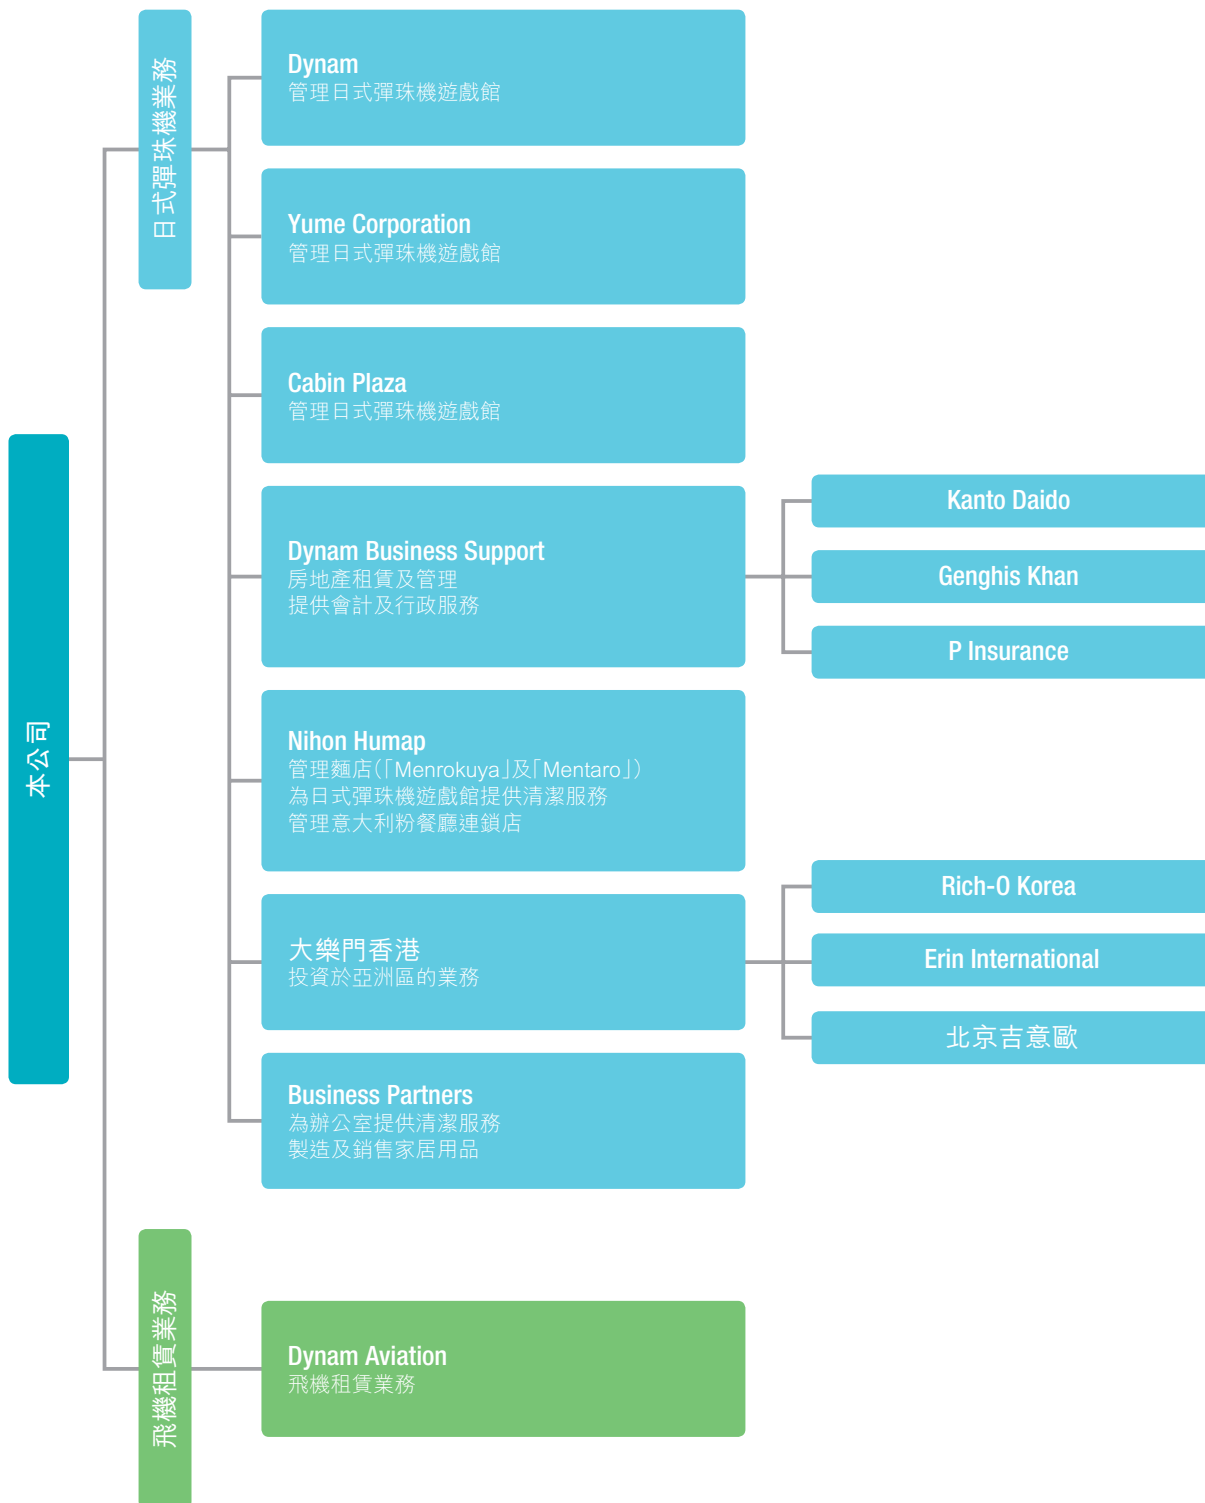 本公司
日式彈珠機業務
Dynam
管理日式彈珠機遊戲館
Yume Corporation
管理日式彈珠機遊戲館
Cabin Plaza
管理日式彈珠機遊戲館
Dynam Business Support
房地產租賃及管理
提供會計及行政服務
Kanto Daido
Genghis Khan
P Insurance
Nihon Humap
管理麵店(「Menrokuya」及「Mentaro」)
為日式彈珠機遊戲館提供清潔服務
管理意大利粉餐廳連鎖店
大樂門香港
投資於亞洲區的業務
Rich-O Korea
Erin International
北京吉意歐
Business Partners
為辦公室提供清潔服務
製造及銷售家居用品
飛機租賃業務
Dynam Aviation
飛機租賃業務